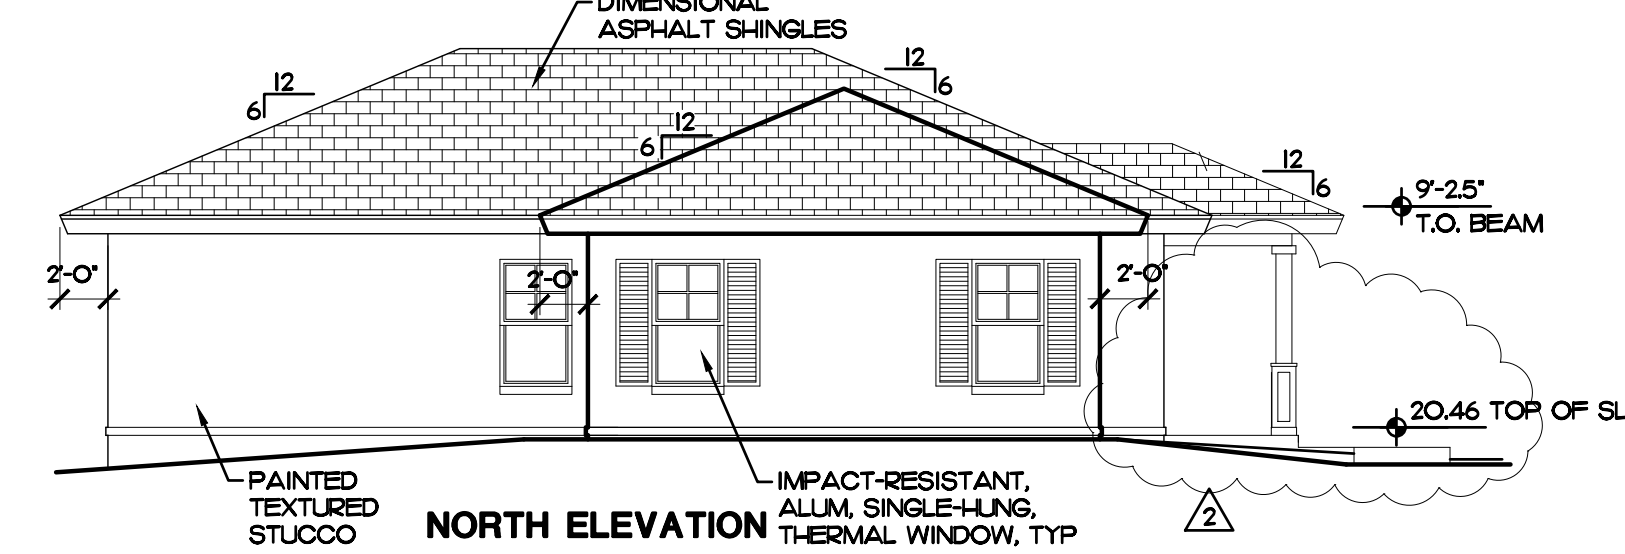 DIMENSIONAL
ASPHALT SHINGLES
12
6
12
6
12
6
12
6
9'-2.5"
T.O. BEAM
2'-0"
2'-0"
2'-0"
20.46 TOP OF SL
PAINTED
TEXTURED
STUCCO
IMPACT-RESISTANT,
ALUM, SINGLE-HUNG,
THERMAL WINDOW, TYP
NORTH ELEVATION
2